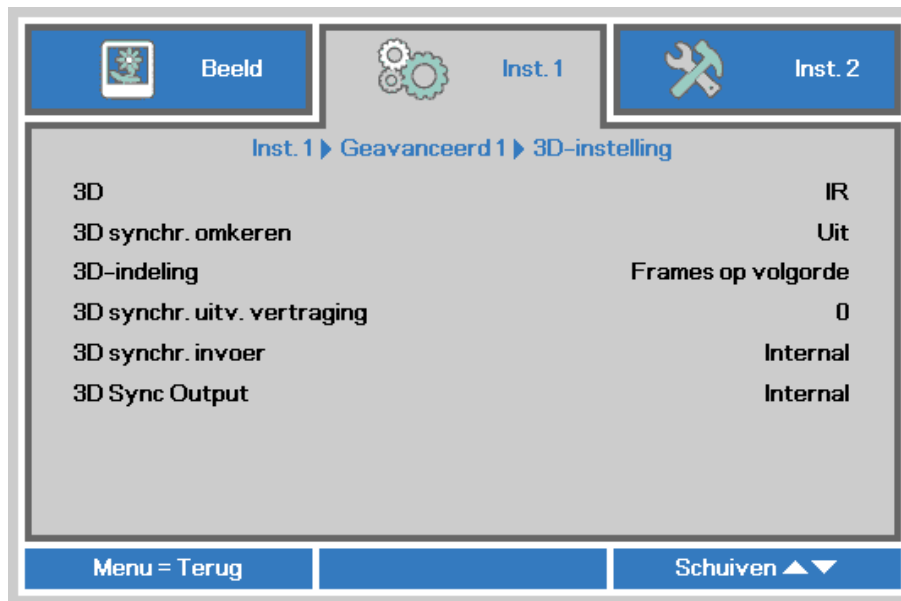 Beeld
Inst. 1
Inst. 2
Inst. 1 Geavanceerd 1 3D-instelling
3D IR
3D synchr. omkeren Uit
3D-indeling Frames op volgorde
3D synchr. uitv. vertraging 0
3D synchr. invoer Internal
3D Sync Output Internal
Menu = Terug
Schuiven